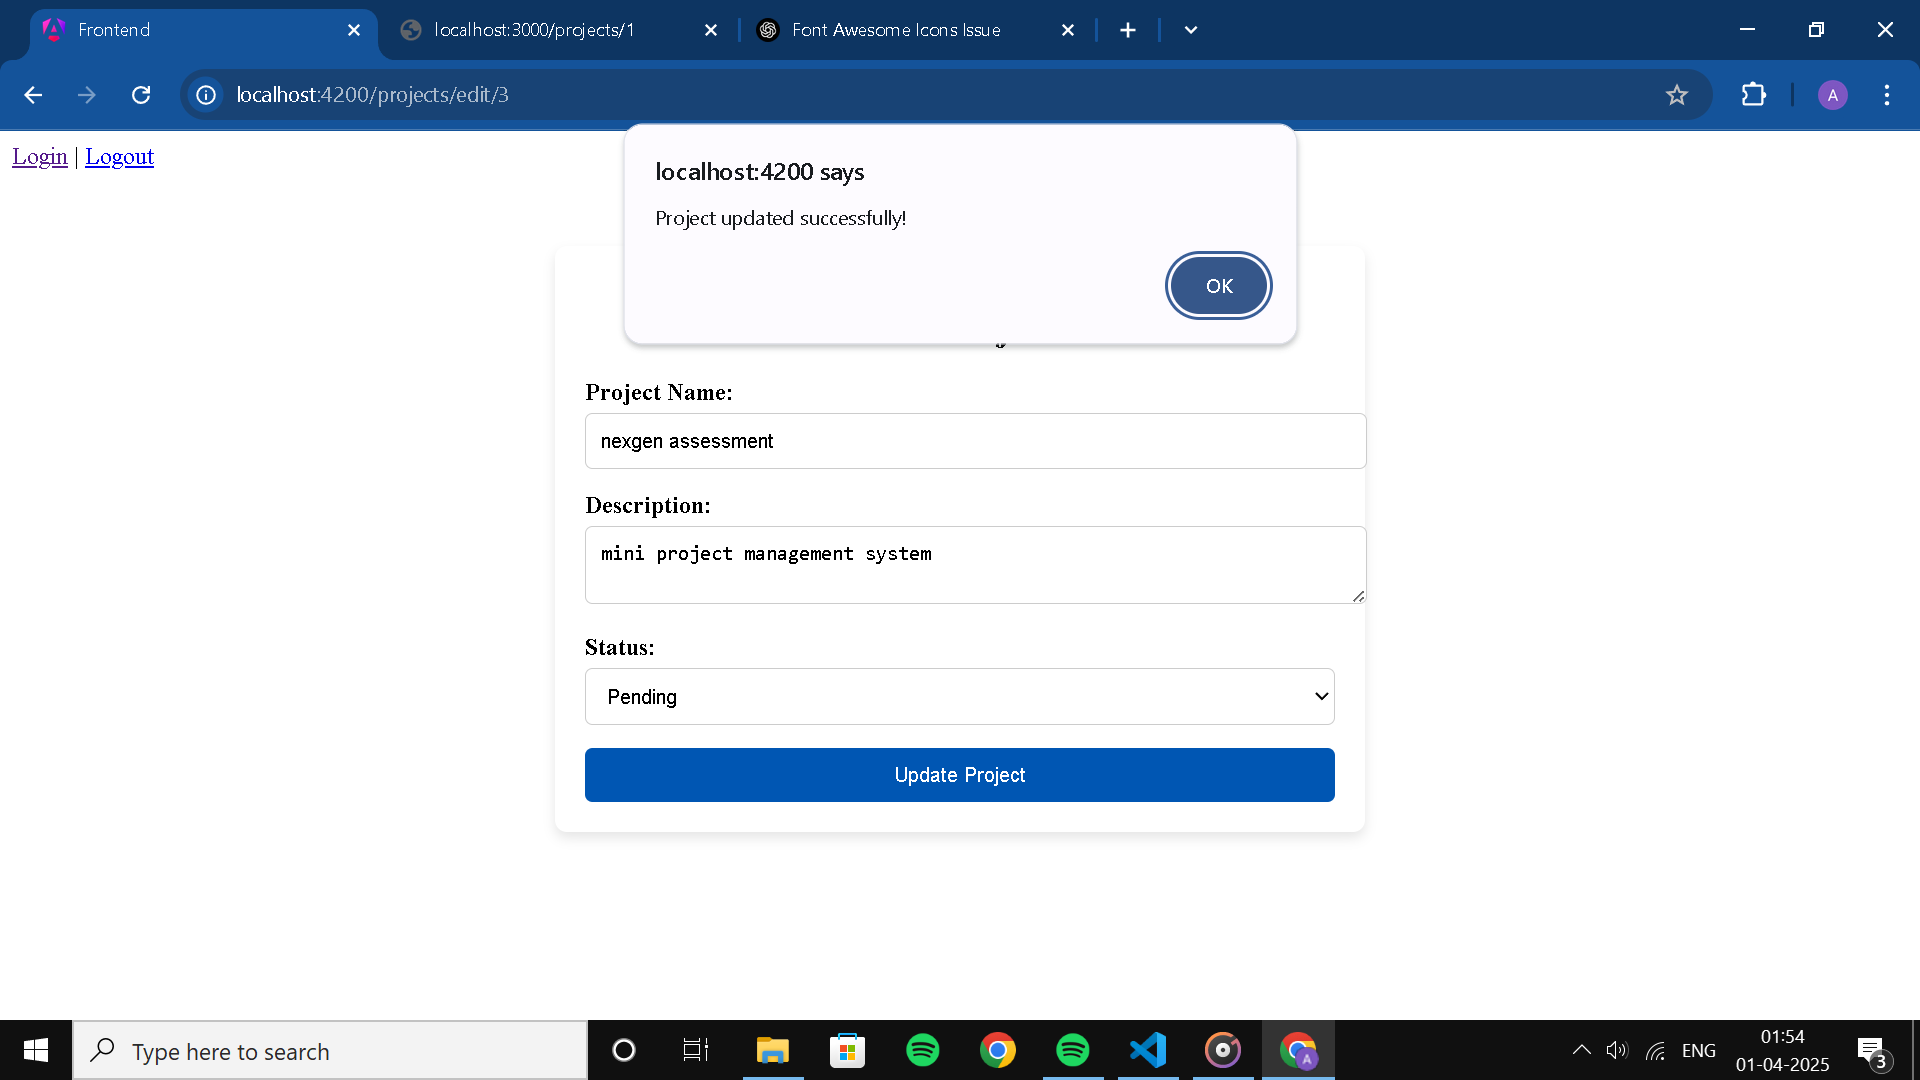 Frontend
localhost:3000/projects/1
Font Awesome Icons Issue
localhost:4200/projects/edit/3
A
Login | Logout
localhost:4200 says
Project updated successfully!
OK
Project Name:
nexgen assessment
Description:
mini project management system
Status:
Pending
Update Project
Type here to search
A
ENG
01:54
01-04-2025
3